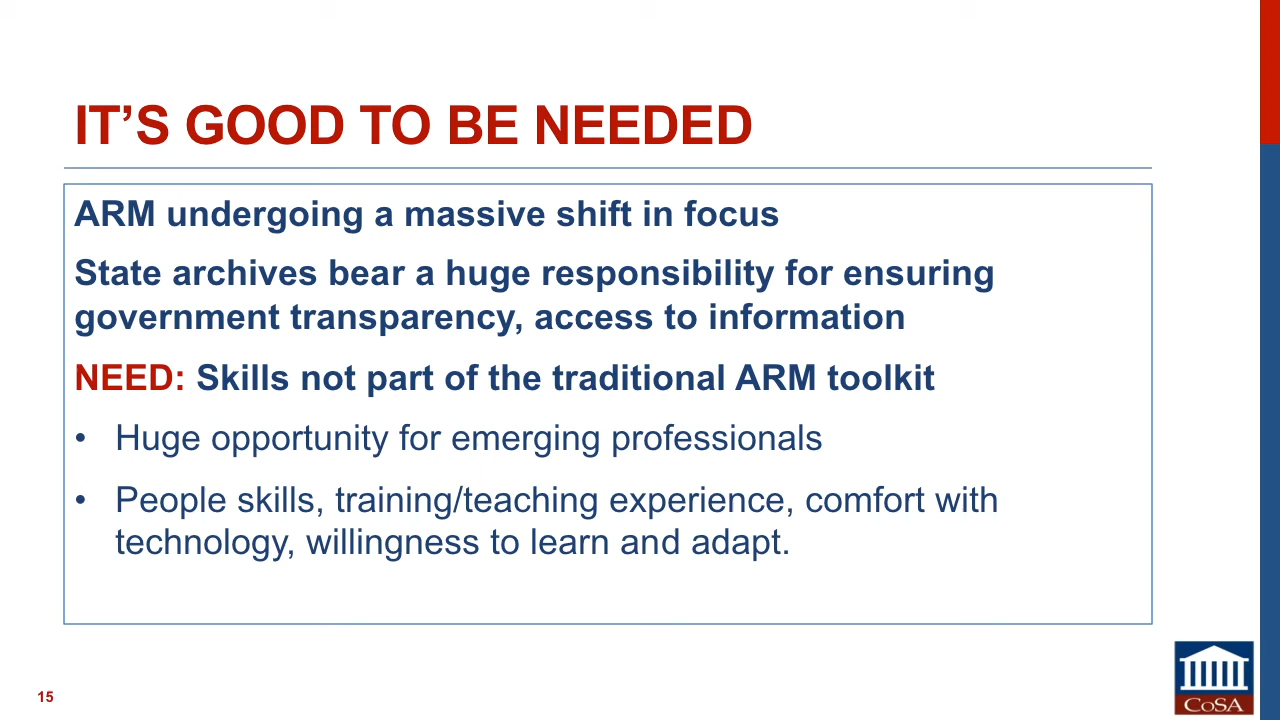 IT’S GOOD TO BE NEEDED
ARM undergoing a massive shift in focus
State archives bear a huge responsibility for ensuring
government transparency, access to information
NEED: Skills not part of the traditional ARM toolkit
• Huge opportunity for emerging professionals
• People skills, training/teaching experience, comfort with
technology, willingness to learn and adapt.
15
CoSA